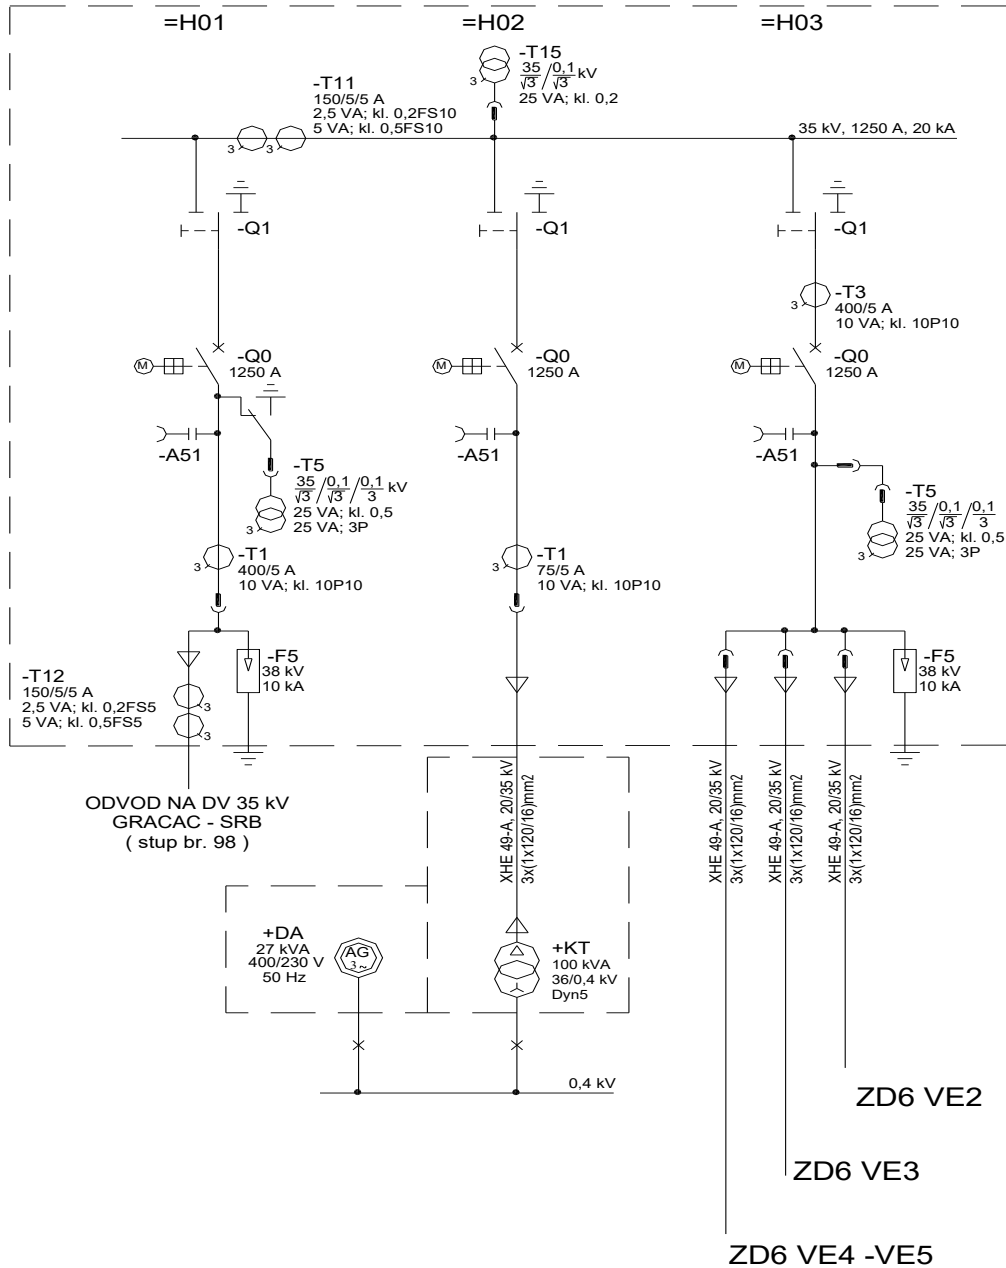 =H01
=H02
=H03
-T15
35/√3 / 0,1/√3 kV
3
25 VA; kl. 0,2
-T11
150/5/5 A
2,5 VA; kl. 0,2FS10
5 VA; kl. 0,5FS10
3
3
35 kV, 1250 A, 20 kA
-Q1
-Q1
-Q1
3
-T3
400/5 A
10 VA; kl. 10P10
M
-Q0
1250 A
M
-Q0
1250 A
M
-Q0
1250 A
-A51
-A51
-A51
-T5
35/√3 / 0,1/√3 / 0,1/3 kV
25 VA; kl. 0,5
25 VA; 3P
3
-T5
35/√3 / 0,1/√3 / 0,1/3
25 VA; kl. 0,5
25 VA; 3P
3
3
-T1
400/5 A
10 VA; kl. 10P10
3
-T1
75/5 A
10 VA; kl. 10P10
-T12
150/5/5 A
2,5 VA; kl. 0,2FS5
5 VA; kl. 0,5FS5
3
3
-F5
38 kV
10 kA
-F5
38 kV
10 kA
ODVOD NA DV 35 kV
GRACAC - SRB
( stup br. 98 )
XHE 49-A, 20/35 kV
3x(1x120/16)mm2
XHE 49-A, 20/35 kV
3x(1x120/16)mm2
XHE 49-A, 20/35 kV
3x(1x120/16)mm2
XHE 49-A, 20/35 kV
3x(1x120/16)mm2
+DA
27 kVA
400/230 V
50 Hz
AG
3~
+KT
100 kVA
36/0,4 kV
Dyn5
0,4 kV
ZD6 VE2
ZD6 VE3
ZD6 VE4 -VE5